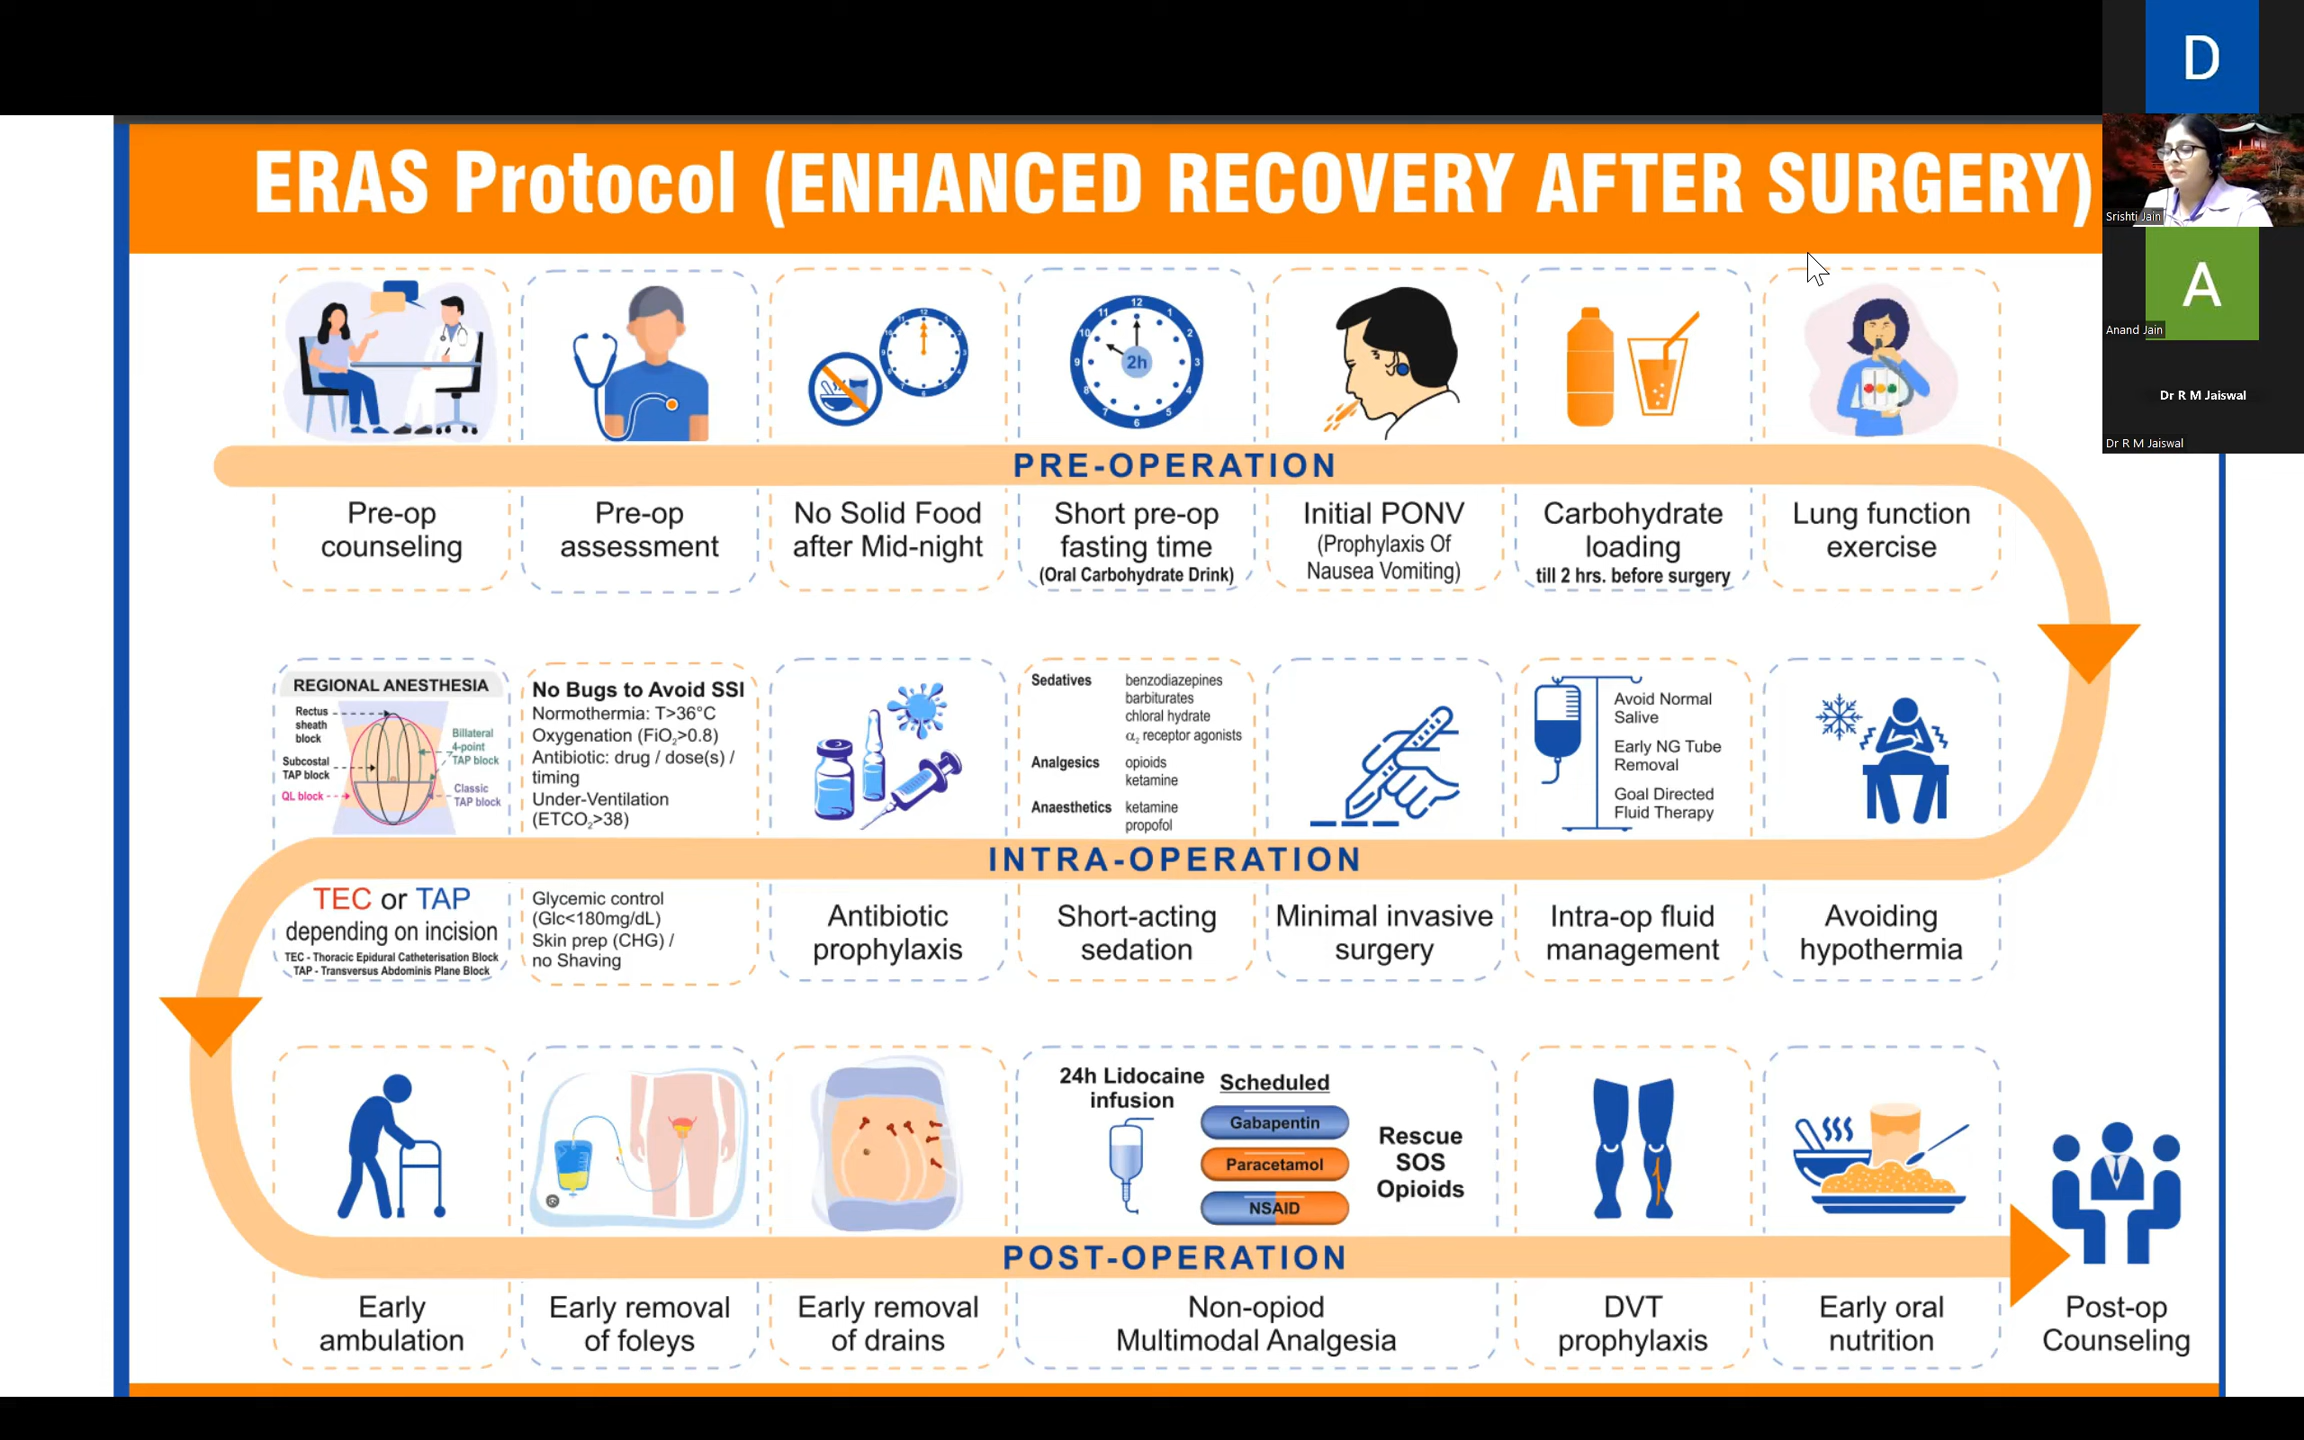 D
ERAS Protocol (ENHANCED RECOVERY AFTER SURGERY)
Srishti Jain
A
Anand Jain
Dr R M Jaiswal
Dr R M Jaiswal
2h
PRE-OPERATION
Pre-op
counseling
Pre-op
assessment
No Solid Food
after Mid-night
Short pre-op
fasting time
(Oral Carbohydrate Drink)
Initial PONV
(Prophylaxis Of
Nausea Vomiting)
Carbohydrate
loading
till 2 hrs. before surgery
Lung function
exercise
REGIONAL ANESTHESIA
Rectus
sheath
block
Subcostal
TAP block
QL block
Billateral
4-point
TAP block
Classic
TAP block
No Bugs to Avoid SSI
Normothermia: T>36°C
Oxygenation (FiO₂>0.8)
Antibiotic: drug / dose(s) /
timing
Under-Ventilation
(ETCO₂>38)
Sedatives benzodiazepines
barbiturates
chloral hydrate
α₂ receptor agonists
Analgesics opioids
ketamine
Anaesthetics ketamine
propofol
Avoid Normal
Salive
Early NG Tube
Removal
Goal Directed
Fluid Therapy
INTRA-OPERATION
TEC or TAP
depending on incision
TEC - Thoracic Epidural Catheterisation Block
TAP - Transversus Abdominis Plane Block
Glycemic control
(Glc<180mg/dL)
Skin prep (CHG) /
no Shaving
Antibiotic
prophylaxis
Short-acting
sedation
Minimal invasive
surgery
Intra-op fluid
management
Avoiding
hypothermia
24h Lidocaine
infusion
Scheduled
Gabapentin
Paracetamol
NSAID
Rescue
SOS
Opioids
POST-OPERATION
Early
ambulation
Early removal
of foleys
Early removal
of drains
Non-opiod
Multimodal Analgesia
DVT
prophylaxis
Early oral
nutrition
Post-op
Counseling